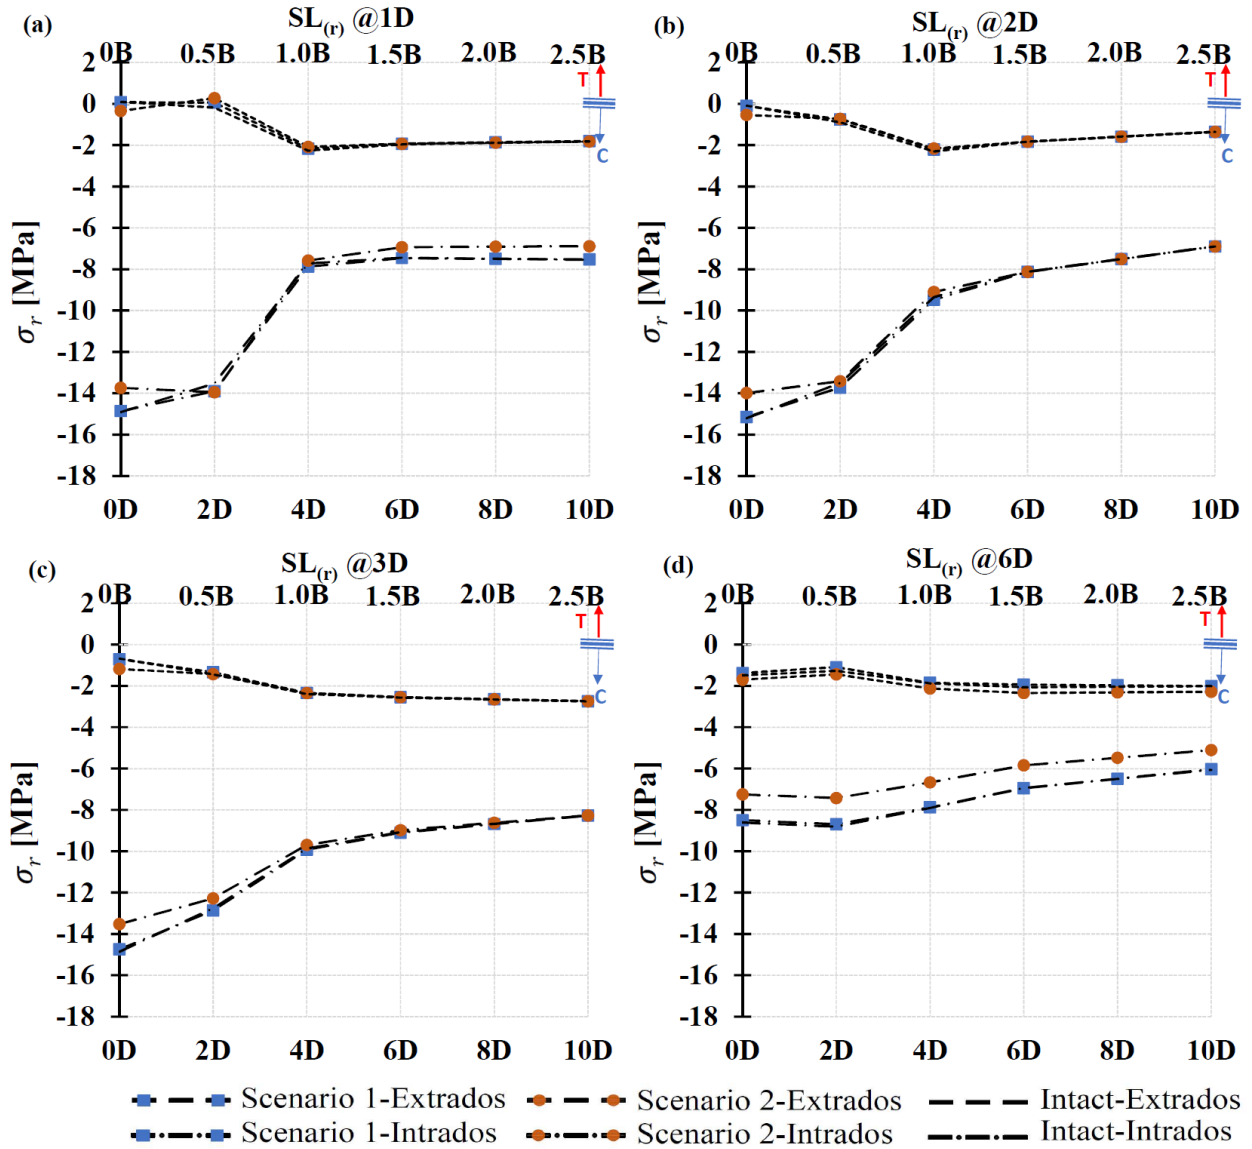 (a) SL(r) @1D
0B 0.5B 1.0B 1.5B 2.0B 2.5B
T
C
2
0
-2
-4
-6
-8
-10
-12
-14
-16
-18
σr [MPa]
0D 2D 4D 6D 8D 10D
(b) SL(r) @2D
0B 0.5B 1.0B 1.5B 2.0B 2.5B
T
C
2
0
-2
-4
-6
-8
-10
-12
-14
-16
-18
σr [MPa]
0D 2D 4D 6D 8D 10D
(c) SL(r) @3D
0B 0.5B 1.0B 1.5B 2.0B 2.5B
T
C
2
0
-2
-4
-6
-8
-10
-12
-14
-16
-18
σr [MPa]
0D 2D 4D 6D 8D 10D
(d) SL(r) @6D
0B 0.5B 1.0B 1.5B 2.0B 2.5B
T
C
2
0
-2
-4
-6
-8
-10
-12
-14
-16
-18
σr [MPa]
0D 2D 4D 6D 8D 10D
Scenario 1-Extrados Scenario 2-Extrados Intact-Extrados
Scenario 1-Intrados Scenario 2-Intrados Intact-Intrados